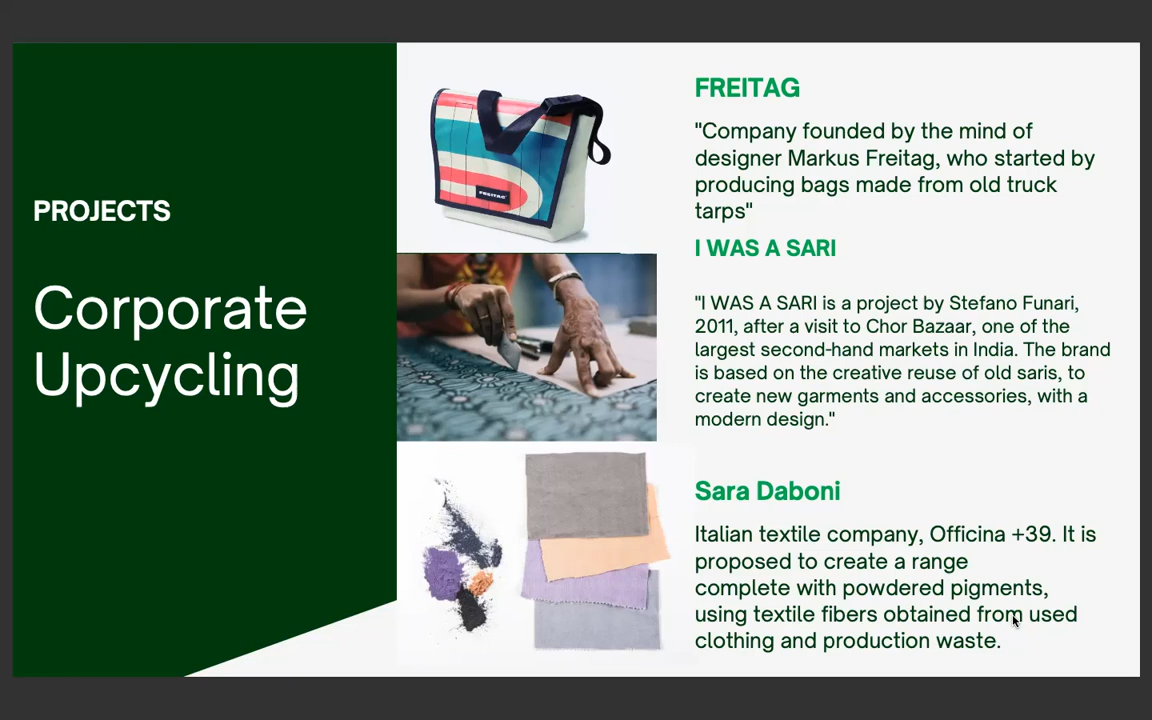 PROJECTS
Corporate
Upcycling
FREITAG
FREITAG
"Company founded by the mind of
designer Markus Freitag, who started by
producing bags made from old truck
tarps"
I WAS A SARI
"I WAS A SARI is a project by Stefano Funari,
2011, after a visit to Chor Bazaar, one of the
largest second-hand markets in India. The brand
is based on the creative reuse of old saris, to
create new garments and accessories, with a
modern design."
Sara Daboni
Italian textile company, Officina +39. It is
proposed to create a range
complete with powdered pigments,
using textile fibers obtained from used
clothing and production waste.